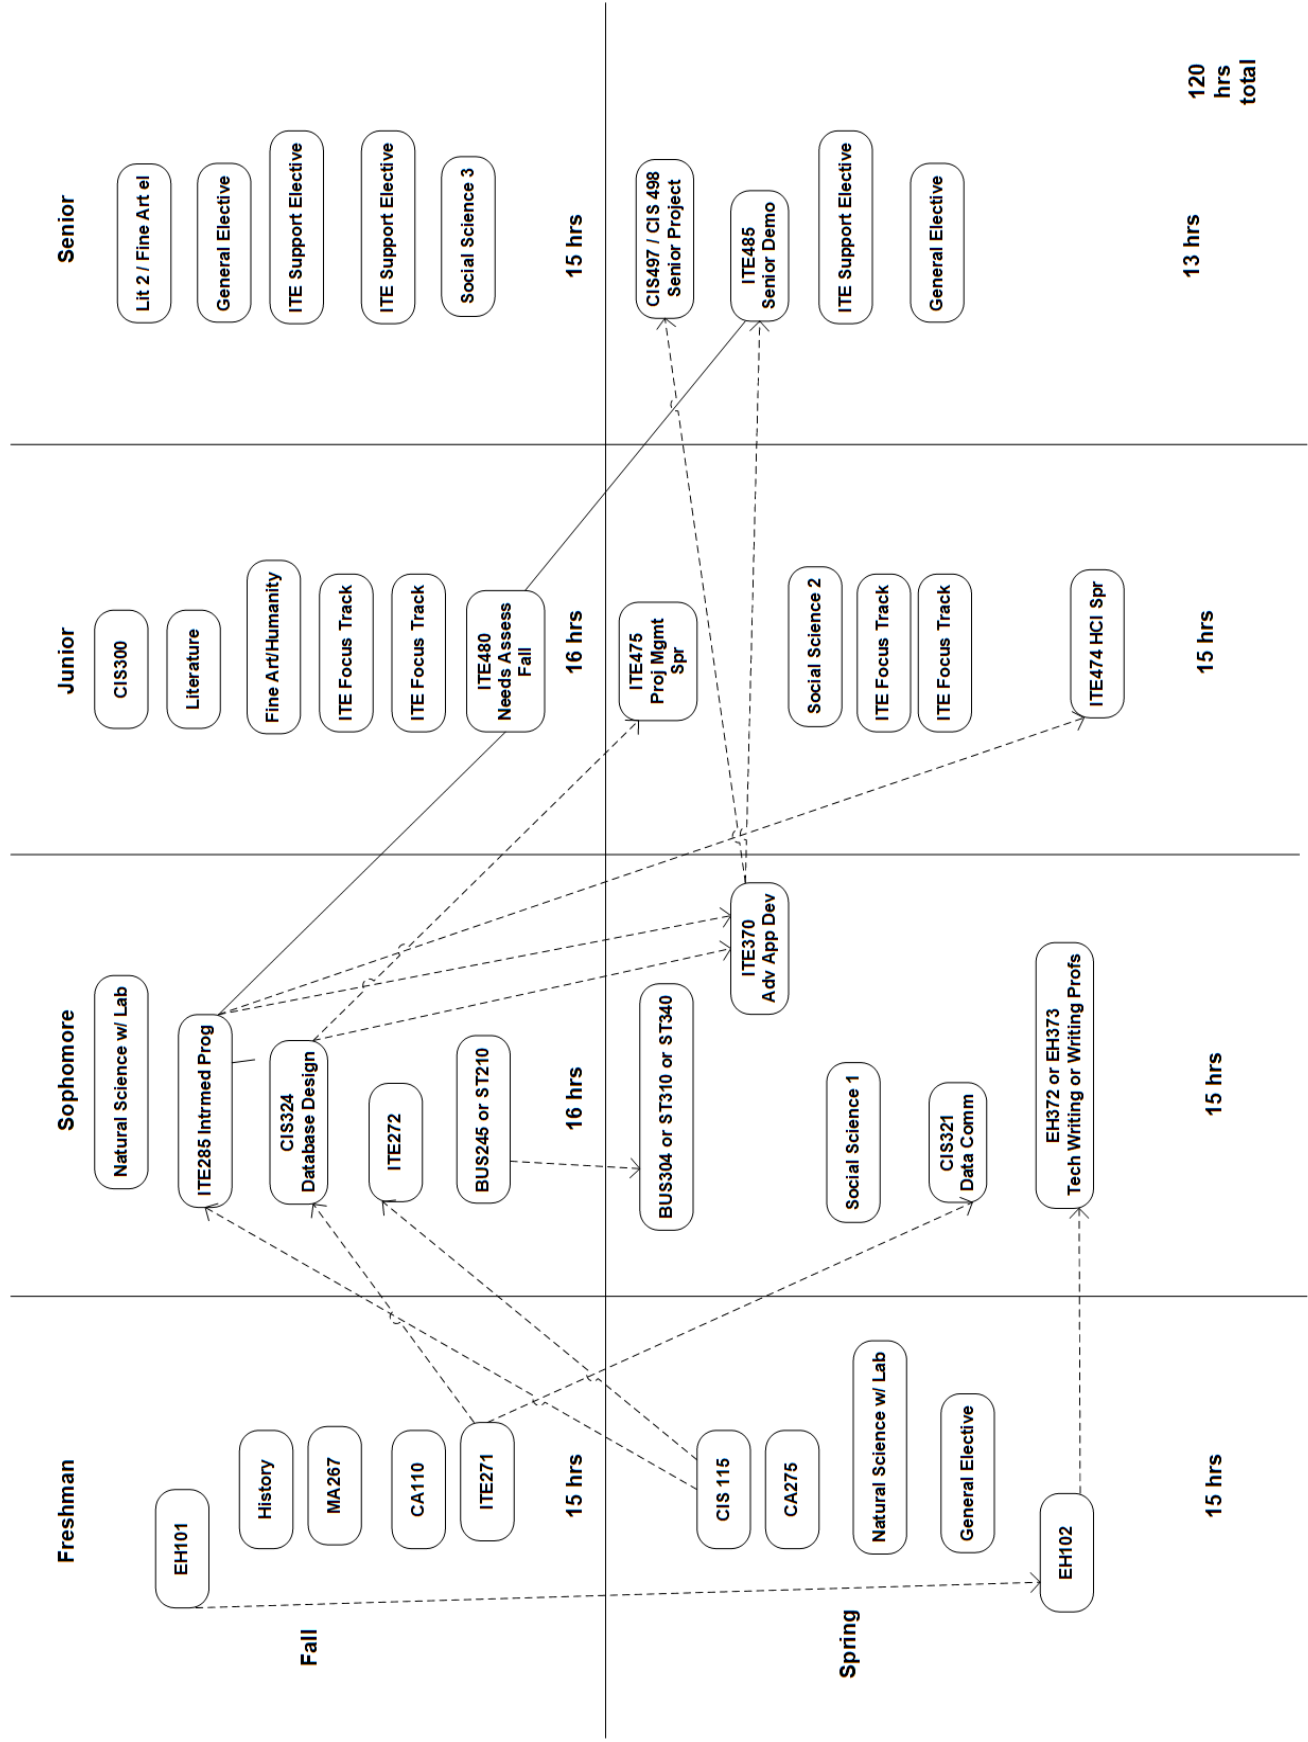 Freshman
Sophomore
Junior
Senior
Fall
EH101
History
MA267
CA110
ITE271
15 hrs
Natural Science w/ Lab
ITE285 Intrmed Prog
CIS324
Database Design
ITE272
BUS245 or ST210
16 hrs
CIS300
Literature
Fine Art/Humanity
ITE Focus Track
ITE Focus Track
ITE480
Needs Assess
Fall
16 hrs
Lit 2 / Fine Art el
General Elective
ITE Support Elective
ITE Support Elective
Social Science 3
15 hrs
Spring
CIS 115
CA275
Natural Science w/ Lab
General Elective
EH102
15 hrs
BUS304 or ST310 or ST340
ITE370
Adv App Dev
Social Science 1
CIS321
Data Comm
EH372 or EH373
Tech Writing or Writing Profs
15 hrs
ITE475
Proj Mgmt
Spr
Social Science 2
ITE Focus Track
ITE Focus Track
ITE474 HCI Spr
15 hrs
CIS497 / CIS 498
Senior Project
ITE485
Senior Demo
ITE Support Elective
General Elective
13 hrs
120
hrs
total